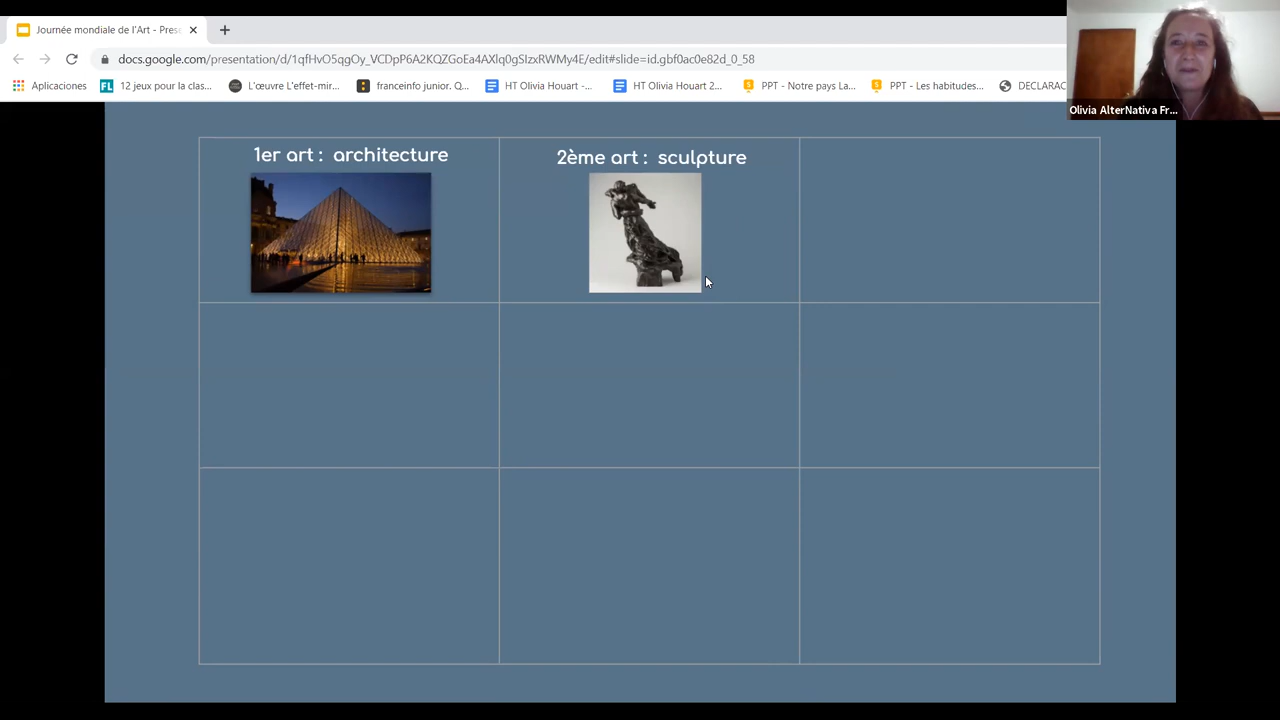 Journée mondiale de l'Art - Pres
docs.google.com/presentation/d/1qfHvO5qgOy_VCDpP6A2KQZGoEa4AXlq0gSIzxRWMy4E/edit#slide=id.gbf0ac0e82d_0_58
Aplicaciones
12 jeux pour la clas...
L'œuvre L'effet-mir...
franceinfo junior. Q...
HT Olivia Houart -...
HT Olivia Houart 2...
PPT - Notre pays La...
PPT - Les habitudes...
DECLARAC
Olivia AlterNativa Fr...
1er art : architecture
2ème art : sculpture